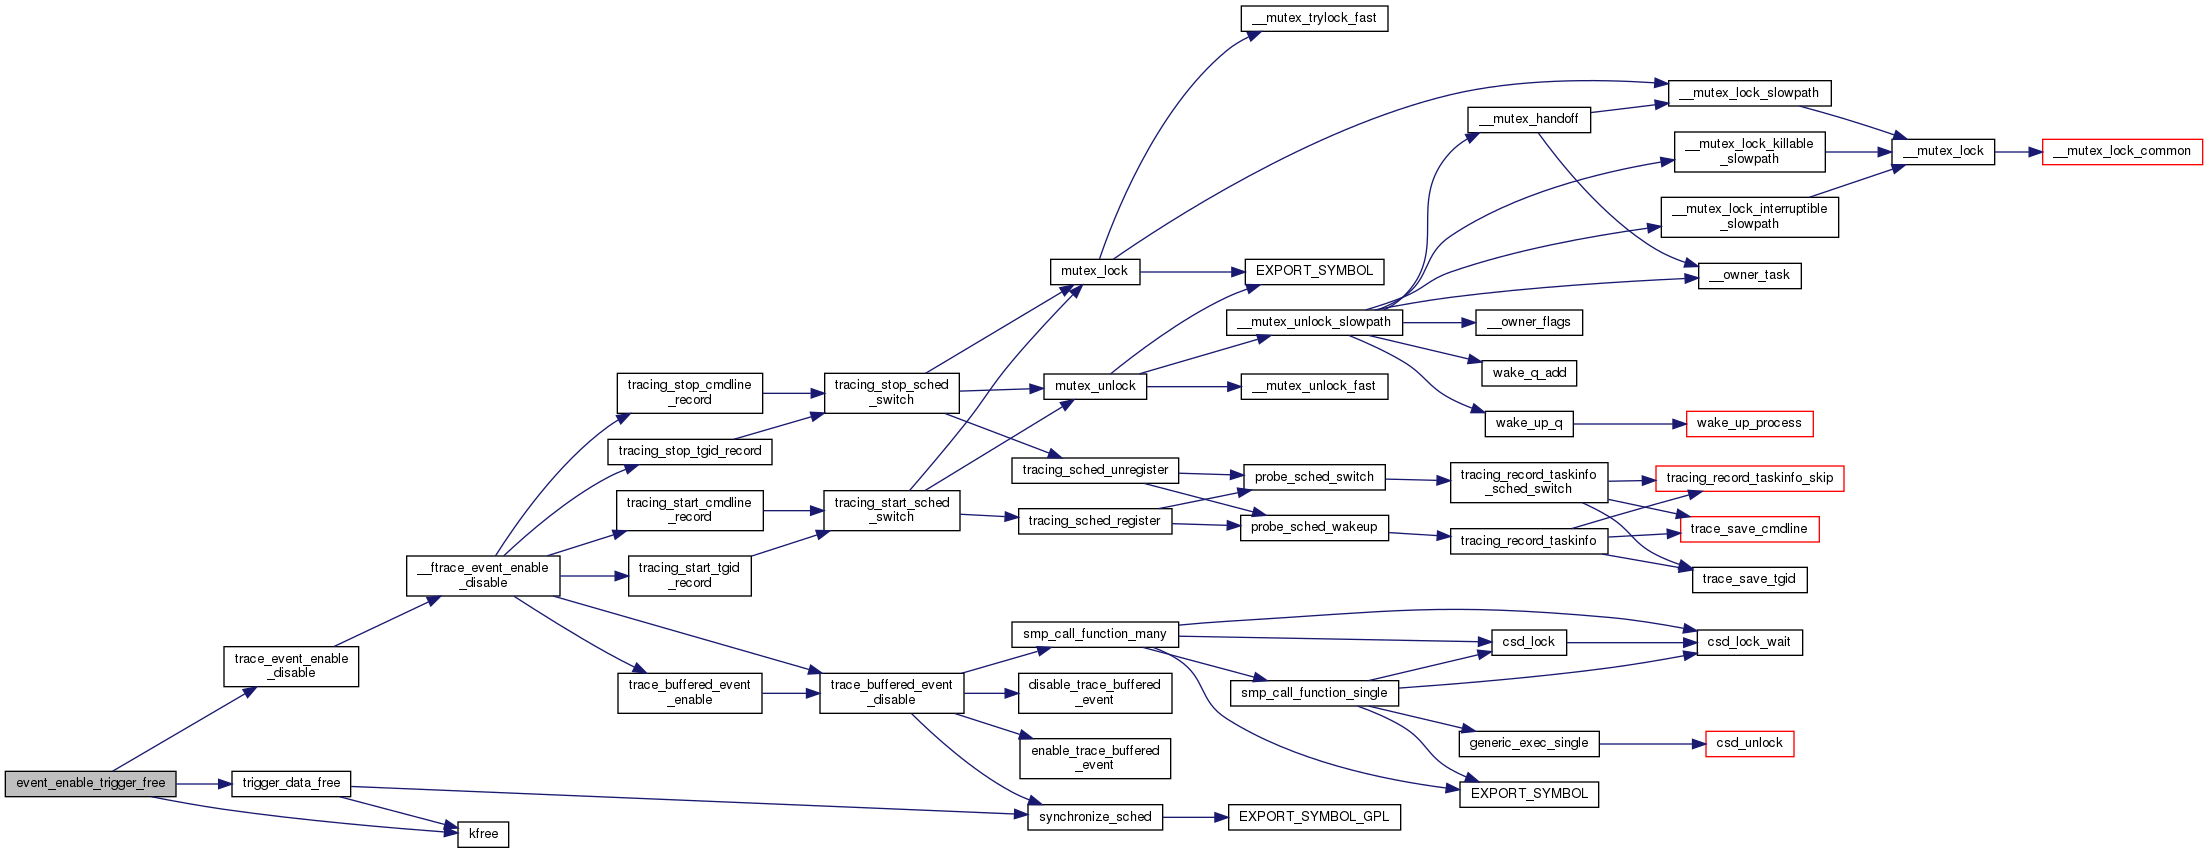 __mutex_trylock_fast
__mutex_lock_slowpath
__mutex_handoff
__mutex_lock_killable
_slowpath
__mutex_lock
__mutex_lock_common
__mutex_lock_interruptible
_slowpath
mutex_lock
EXPORT_SYMBOL
__owner_task
__mutex_unlock_slowpath
__owner_flags
wake_q_add
tracing_stop_cmdline
_record
tracing_stop_sched
_switch
mutex_unlock
__mutex_unlock_fast
wake_up_q
wake_up_process
tracing_stop_tgid_record
tracing_sched_unregister
probe_sched_switch
tracing_record_taskinfo
_sched_switch
tracing_record_taskinfo_skip
tracing_start_cmdline
_record
tracing_start_sched
_switch
tracing_sched_register
probe_sched_wakeup
tracing_record_taskinfo
trace_save_cmdline
__ftrace_event_enable
_disable
tracing_start_tgid
_record
trace_save_tgid
smp_call_function_many
csd_lock
csd_lock_wait
trace_event_enable
_disable
trace_buffered_event
_enable
trace_buffered_event
_disable
disable_trace_buffered
_event
smp_call_function_single
generic_exec_single
csd_unlock
enable_trace_buffered
_event
event_enable_trigger_free
trigger_data_free
EXPORT_SYMBOL
synchronize_sched
EXPORT_SYMBOL_GPL
kfree